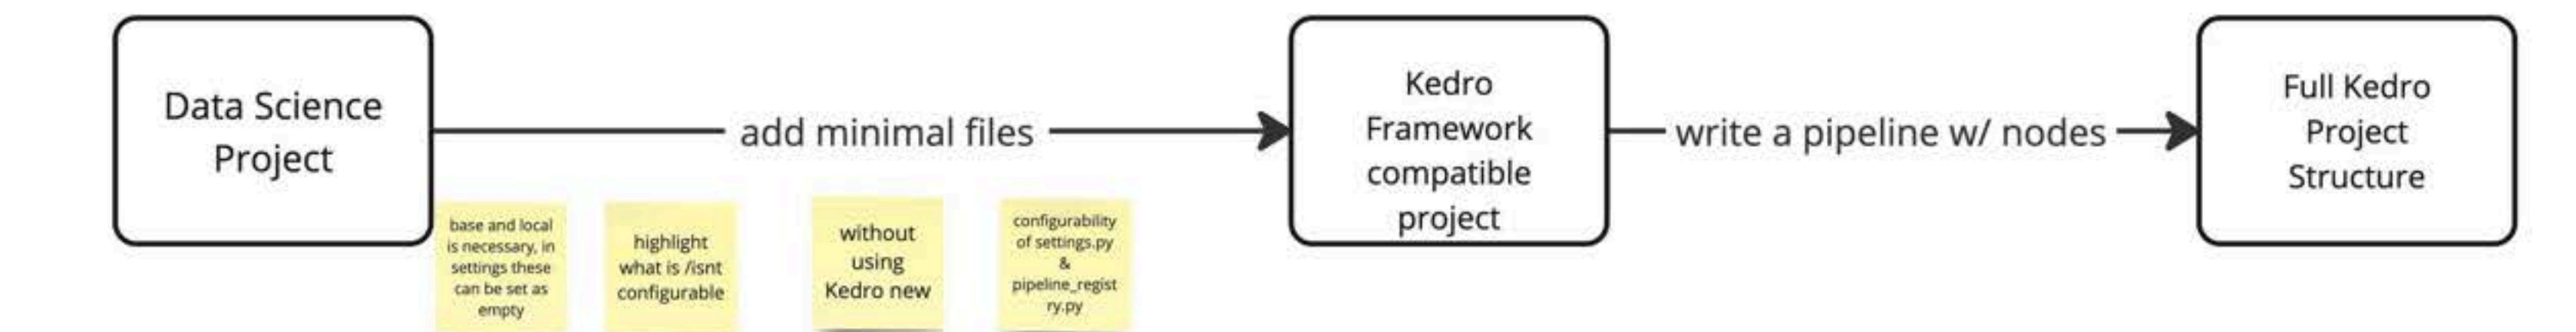 Data Science
Project
add minimal files
Kedro
Framework
compatible
project
write a pipeline w/ nodes
Full Kedro
Project
Structure
base and local
is necessary, in
settings these
can be set as
empty
highlight
what is /isnt
configurable
without
using
Kedro new
configurability
of settings.py
&
pipeline_regist
ry.py